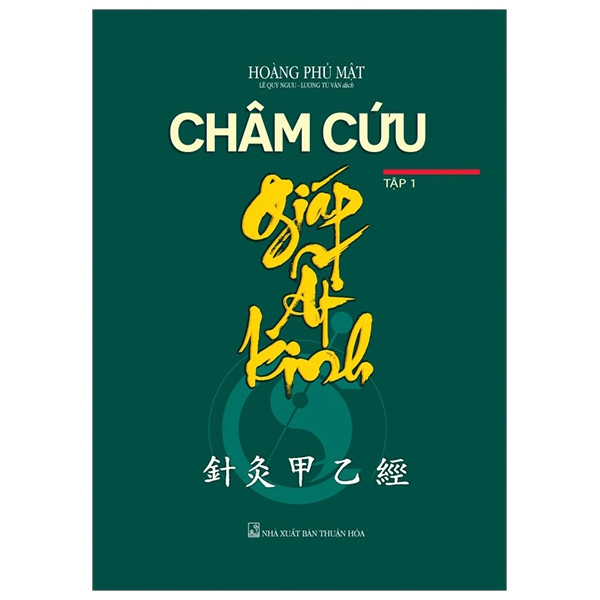 HOÀNG PHỦ MẬT
LÊ QUÝ NGƯU - LƯƠNG TÚ VÂN dịch
CHÂM CỨU
TẬP 1
Giáp
Ất
Kinh
針灸甲乙經
NHÀ XUẤT BẢN THUẬN HÓA